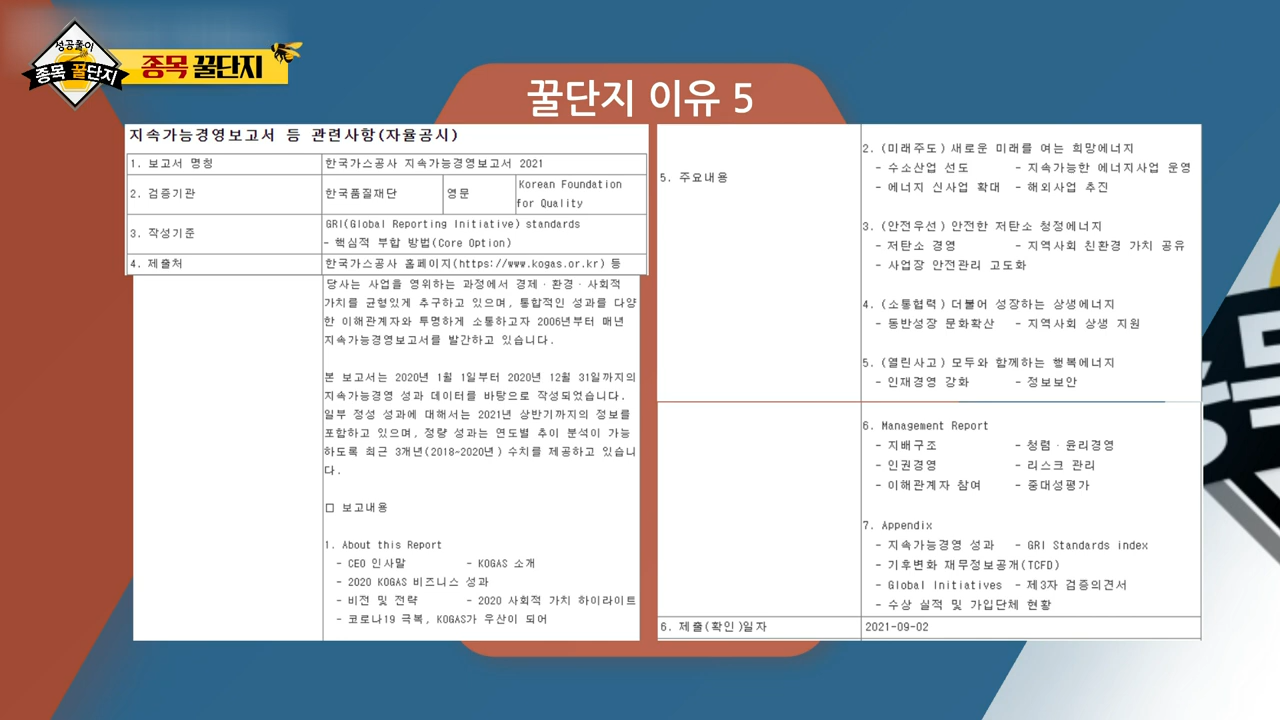 성공풀이
종목 꿀단지
종목 꿀단지
꿀단지 이유 5
지속가능경영보고서 등 관련사항(자율공시)
1. 보고서 명칭 한국가스공사 지속가능경영보고서 2021
2. 검증기관 한국품질재단 영문 Korean Foundation
for Quality
3. 작성기준 GRI(Global Reporting Initiative) standards
- 핵심적 부합 방법(Core Option)
4. 제출처 한국가스공사 홈페이지(https://www.kogas.or.kr) 등
당사는 사업을 영위하는 과정에서 경제·환경·사회적
가치를 균형있게 추구하고 있으며, 통합적인 성과를 다양
한 이해관계자와 투명하게 소통하고자 2006년부터 매년
지속가능경영보고서를 발간하고 있습니다.
본 보고서는 2020년 1월 1일부터 2020년 12월 31일까지의
지속가능경영 성과 데이터를 바탕으로 작성되었습니다.
일부 정성 성과에 대해서는 2021년 상반기까지의 정보를
포함하고 있으며, 정량 성과는 연도별 추이 분석이 가능
하도록 최근 3개년(2018-2020년) 수치를 제공하고 있습니
다.
□ 보고내용
1. About this Report
- CEO 인사말 - KOGAS 소개
- 2020 KOGAS 비즈니스 성과
- 비전 및 전략 - 2020 사회적 가치 하이라이트
- 코로나19 극복, KOGAS가 우산이 되어
5. 주요내용
2. (미래주도) 새로운 미래를 여는 희망에너지
- 수소산업 선도 - 지속가능한 에너지사업 운영
- 에너지 신사업 확대 - 해외사업 추진
3. (안전우선) 안전한 저탄소 청정에너지
- 저탄소 경영 - 지역사회 친환경 가치 공유
- 사업장 안전관리 고도화
4. (소통협력) 더불어 성장하는 상생에너지
- 동반성장 문화확산 - 지역사회 상생 지원
5. (열린사고) 모두와 함께하는 행복에너지
- 인재경영 강화 - 정보보안
6. Management Report
- 지배구조 - 청렴·윤리경영
- 인권경영 - 리스크 관리
- 이해관계자 참여 - 중대성평가
7. Appendix
- 지속가능경영 성과 - GRI Standards index
- 기후변화 재무정보공개(TCFD)
- Global Initiatives - 제3자 검증의견서
- 수상 실적 및 가입단체 현황
6. 제출(확인)일자 2021-09-02